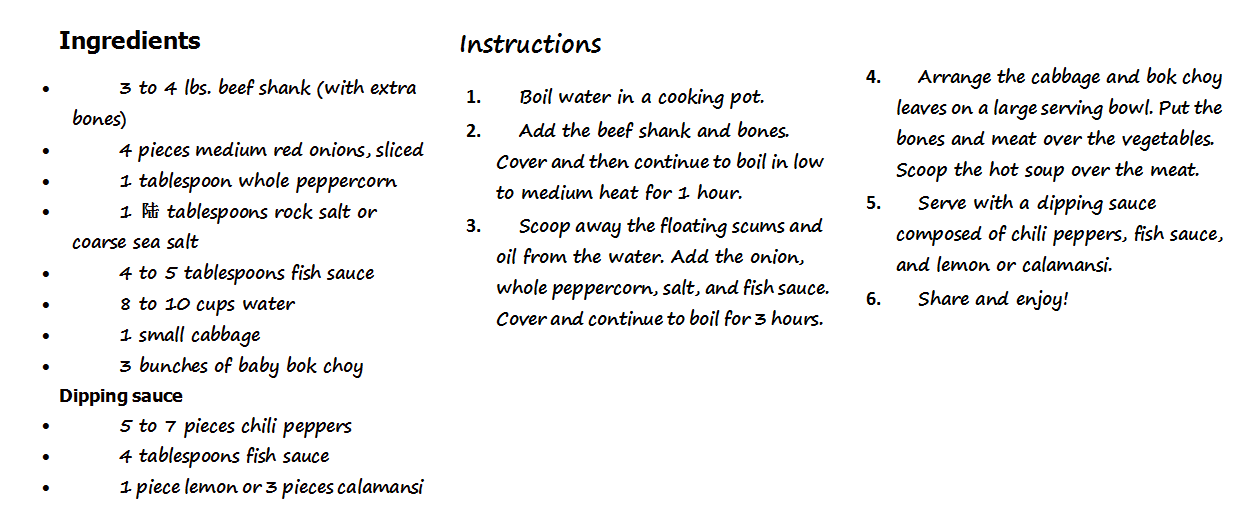 Ingredients
• 3 to 4 lbs. beef shank (with extra
bones)
• 4 pieces medium red onions, sliced
• 1 tablespoon whole peppercorn
• 1 陆 tablespoons rock salt or
coarse sea salt
• 4 to 5 tablespoons fish sauce
• 8 to 10 cups water
• 1 small cabbage
• 3 bunches of baby bok choy
Dipping sauce
• 5 to 7 pieces chili peppers
• 4 tablespoons fish sauce
• 1 piece lemon or 3 pieces calamansi
Instructions
1. Boil water in a cooking pot.
2. Add the beef shank and bones.
Cover and then continue to boil in low
to medium heat for 1 hour.
3. Scoop away the floating scums and
oil from the water. Add the onion,
whole peppercorn, salt, and fish sauce.
Cover and continue to boil for 3 hours.
4. Arrange the cabbage and bok choy
leaves on a large serving bowl. Put the
bones and meat over the vegetables.
Scoop the hot soup over the meat.
5. Serve with a dipping sauce
composed of chili peppers, fish sauce,
and lemon or calamansi.
6. Share and enjoy!